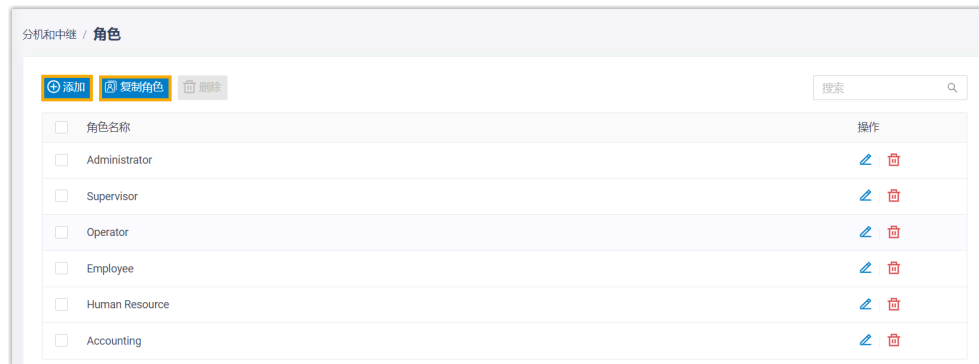 分机和中继 / 角色
添加 复制角色 删除 搜索
角色名称 操作
Administrator
Supervisor
Operator
Employee
Human Resource
Accounting